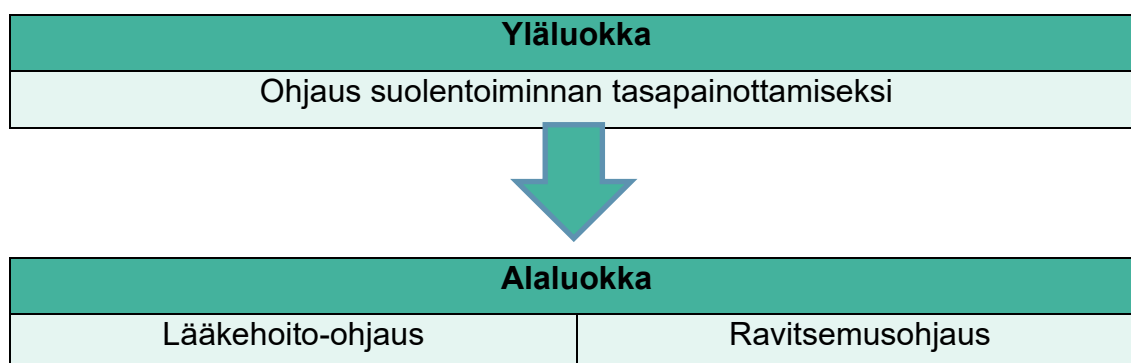 Yläluokka
Ohjaus suolentoiminnan tasapainottamiseksi
Alaluokka
Lääkehoito-ohjaus
Ravitsemusohjaus